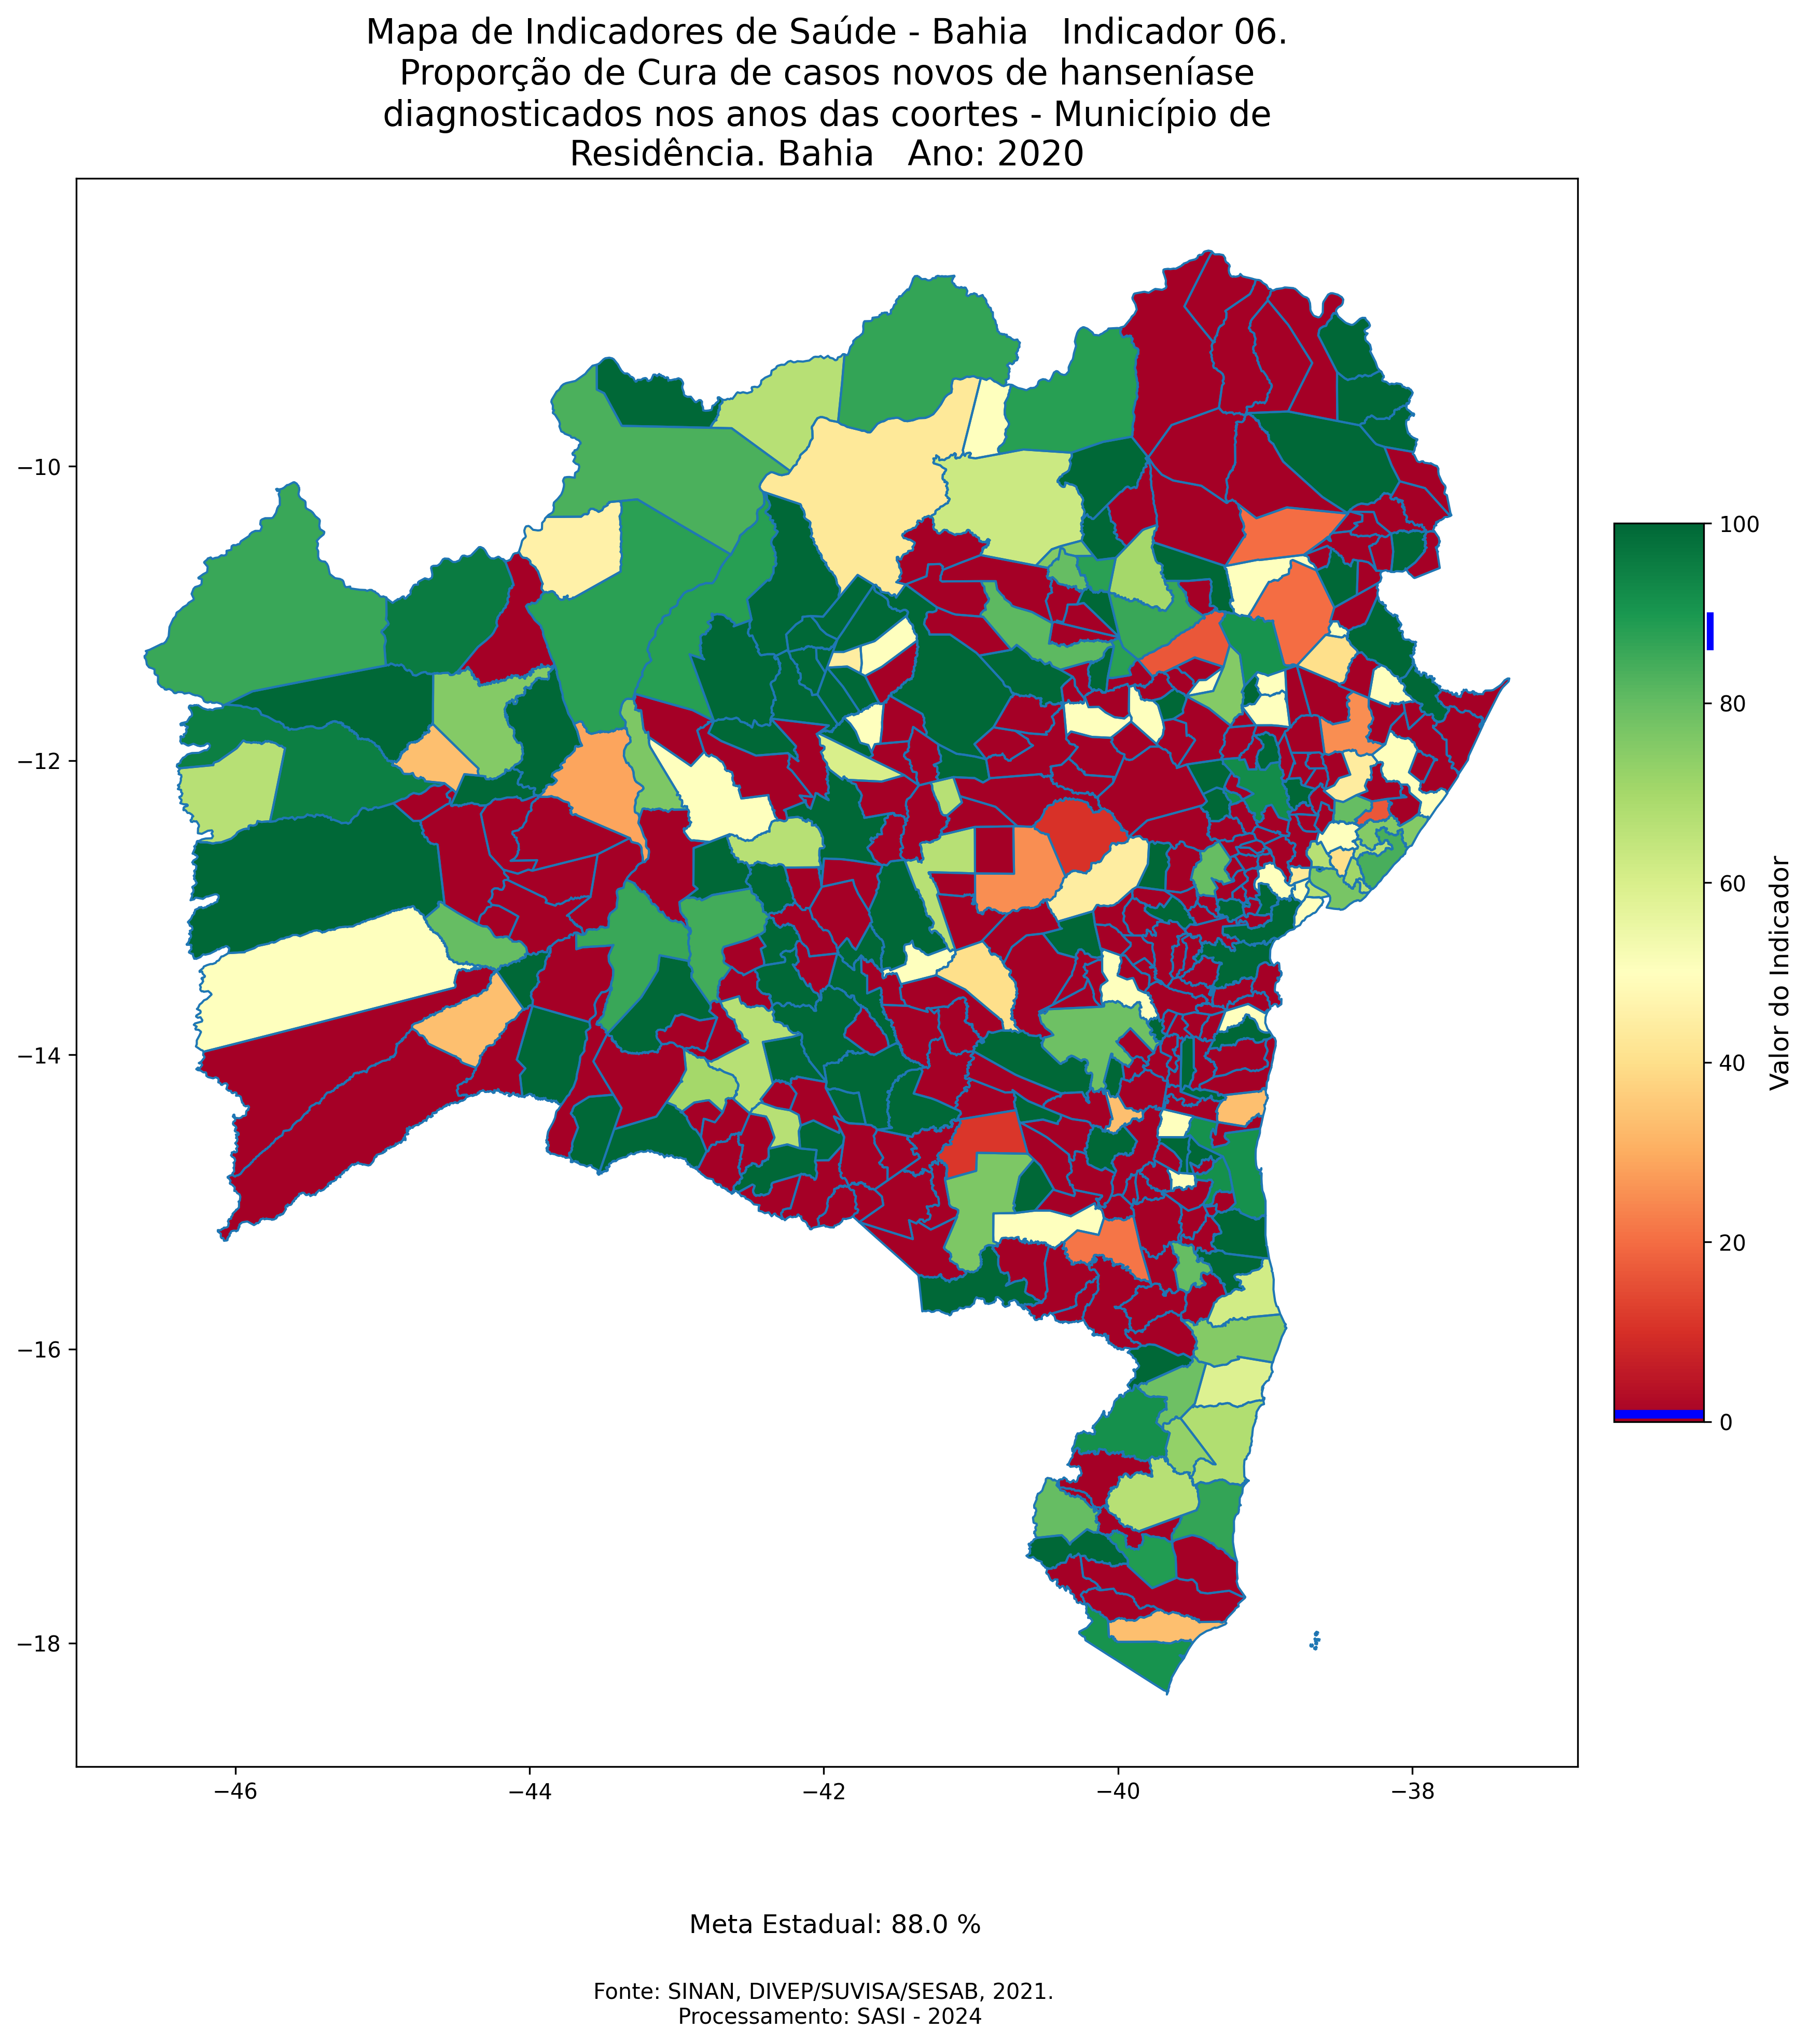 Mapa de Indicadores de Saúde - Bahia   Indicador 06.
Proporção de Cura de casos novos de hanseníase
diagnosticados nos anos das coortes - Município de
Residência. Bahia   Ano: 2020
−10
−12
−14
−16
−18
−46
−44
−42
−40
−38
100
80
60
40
20
0
Valor do Indicador
Meta Estadual: 88.0 %
Fonte: SINAN, DIVEP/SUVISA/SESAB, 2021.
Processamento: SASI - 2024